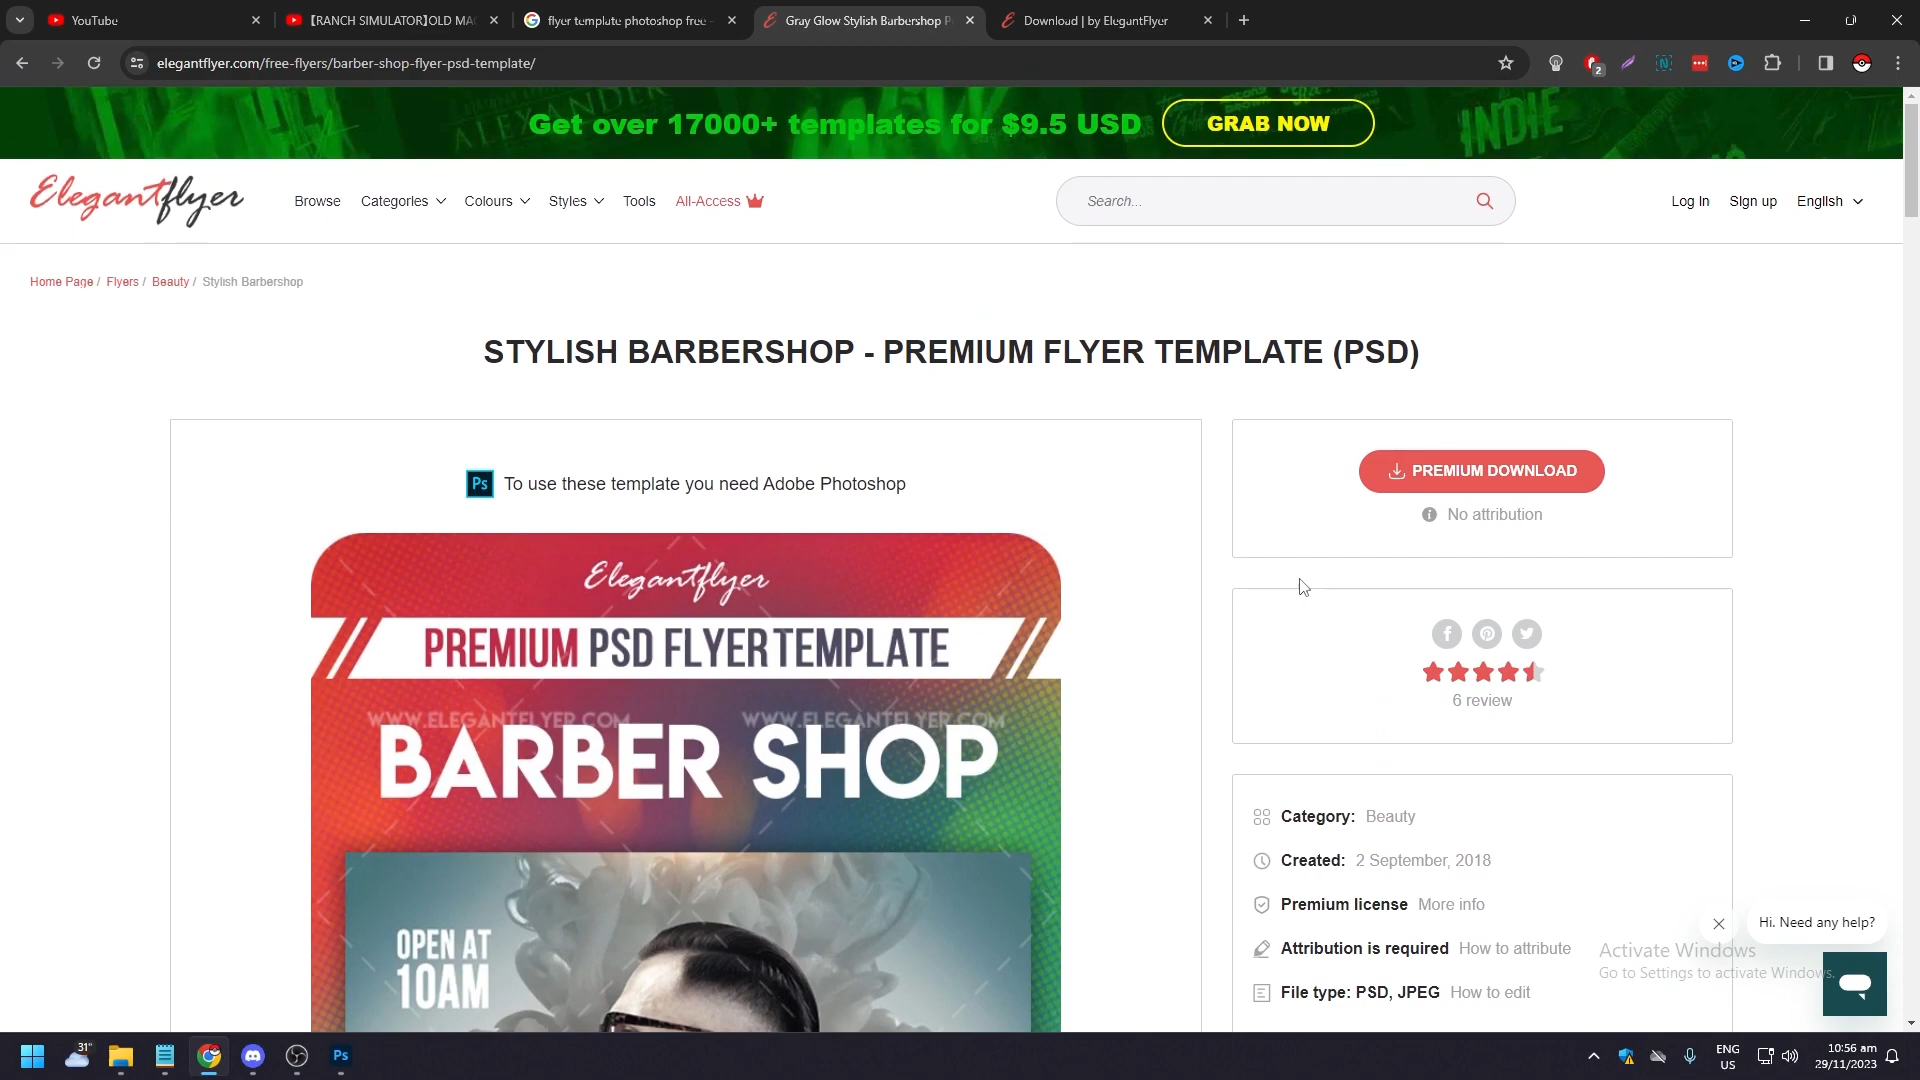 YouTube
【RANCH SIMULATOR】OLD MA
flyer template photoshop free -
Gray Glow Stylish Barbershop P
Download | by ElegantFlyer
elegantflyer.com/free-flyers/barber-shop-flyer-psd-template/
2
Get over 17000+ templates for $9.5 USD
GRAB NOW
INDIE
Elegantflyer
Browse
Categories
Colours
Styles
Tools
All-Access
Search...
Log In
Sign up
English
Home Page / Flyers / Beauty / Stylish Barbershop
STYLISH BARBERSHOP - PREMIUM FLYER TEMPLATE (PSD)
Ps To use these template you need Adobe Photoshop
PREMIUM DOWNLOAD
No attribution
Elegantflyer
PREMIUM PSD FLYER TEMPLATE
WWW.ELEGANTFLYER.COM WWW.ELEGANTFLYER.COM
BARBER SHOP
OPEN AT
10AM
6 review
Category: Beauty
Created: 2 September, 2018
Premium license More info
Attribution is required How to attribute
File type: PSD, JPEG How to edit
Hi. Need any help?
Activate Windows
Go to Settings to activate Windows.
31°
Ps
ENG
US
10:56 am
29/11/2023